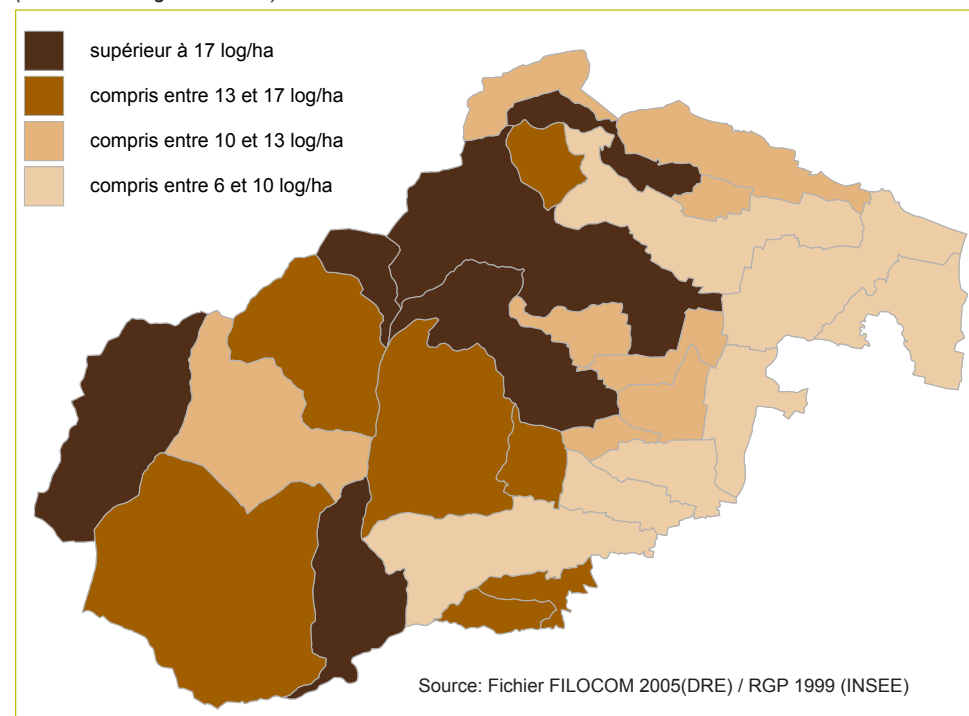 supérieur à 17 log/ha
compris entre 13 et 17 log/ha
compris entre 10 et 13 log/ha
compris entre 6 et 10 log/ha
Source: Fichier FILOCOM 2005(DRE) / RGP 1999 (INSEE)